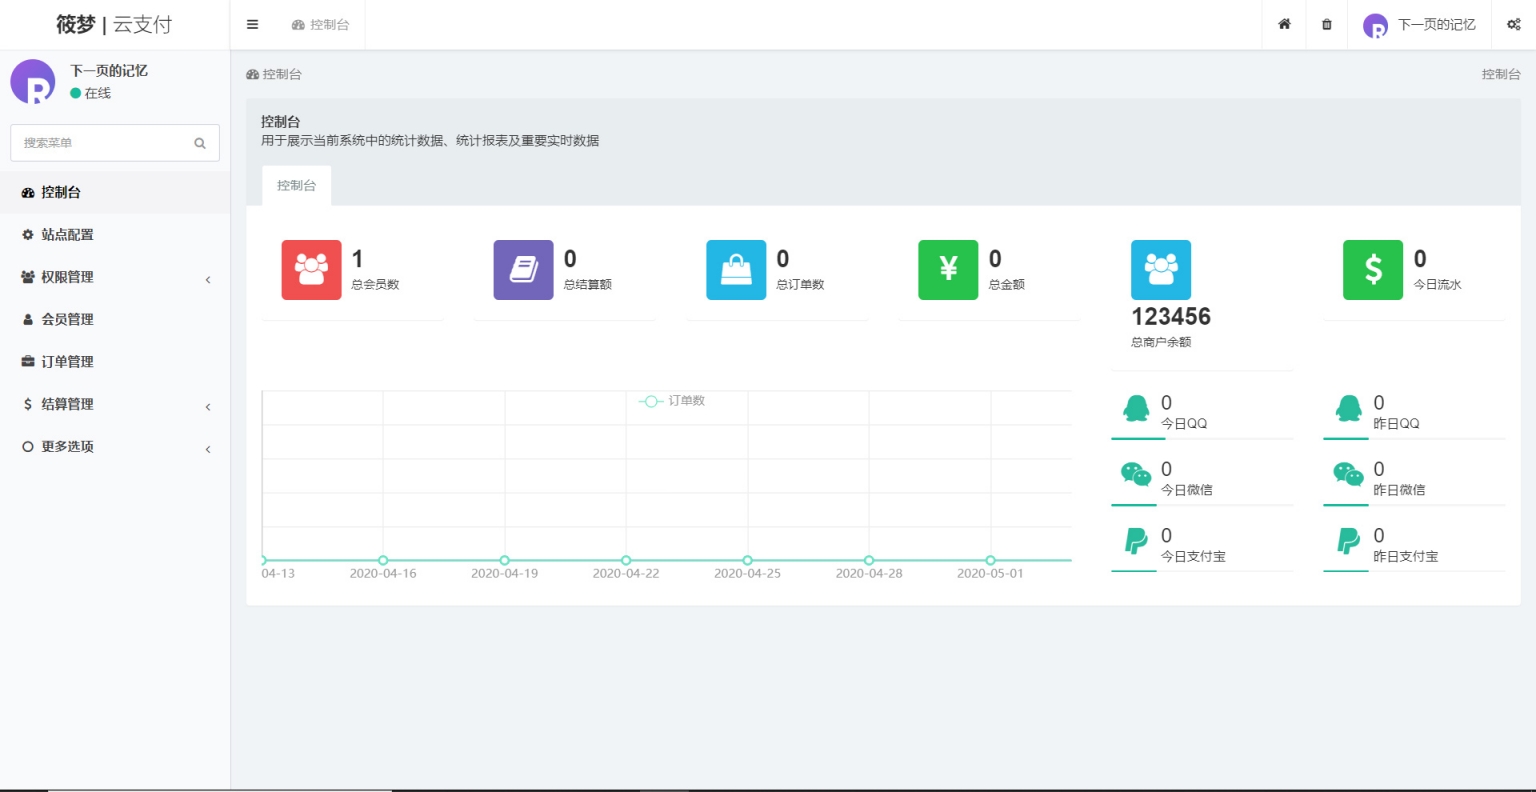 筱梦 | 云支付
控制台
下一页的记忆
下一页的记忆
在线
搜索菜单
控制台
站点配置
权限管理
会员管理
订单管理
结算管理
更多选项
控制台
控制台
控制台
用于展示当前系统中的统计数据、统计报表及重要实时数据
控制台
1
总会员数
0
总结算额
0
总订单数
0
总金额
123456
总商户余额
0
今日流水
订单数
04-13
2020-04-16
2020-04-19
2020-04-22
2020-04-25
2020-04-28
2020-05-01
0
今日QQ
0
昨日QQ
0
今日微信
0
昨日微信
0
今日支付宝
0
昨日支付宝